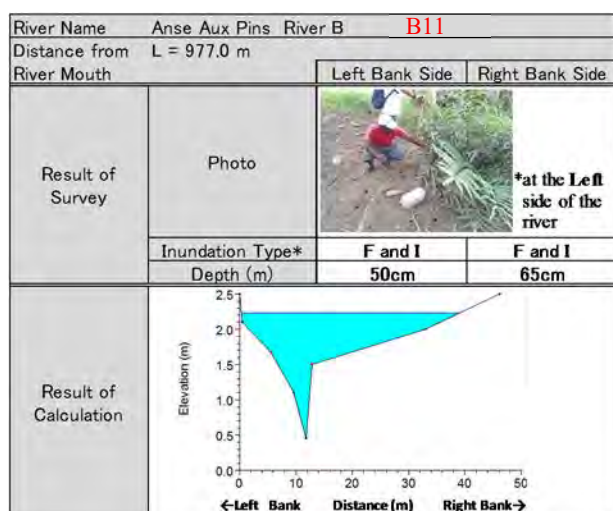 River Name Anse Aux Pins River B B11
Distance from L = 977.0 m
River Mouth Left Bank Side Right Bank Side
Result of
Survey
Photo
*at the Left
side of the
river
Inundation Type* F and I F and I
Depth (m) 50cm 65cm
Result of
Calculation
Elevation (m)
2.5
2.0
1.5
1.0
0.5
0.0
0 10 20 30 40 50
←Left Bank Distance (m) Right Bank→